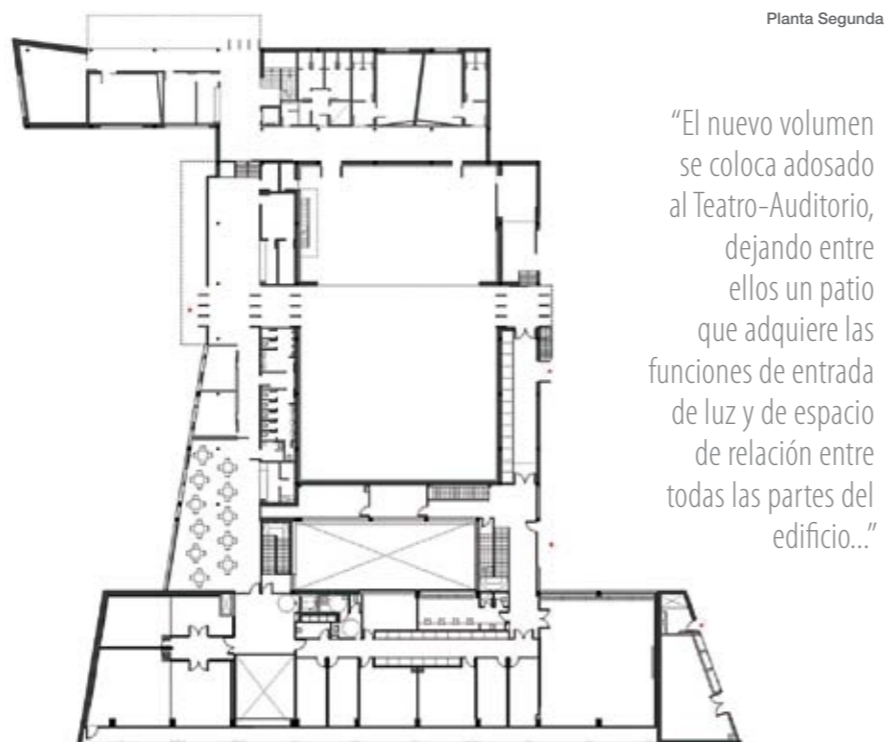 Planta Segunda
“El nuevo volumen
se coloca adosado
al Teatro-Auditorio,
dejando entre
ellos un patio
que adquiere las
funciones de entrada
de luz y de espacio
de relación entre
todas las partes del
edificio...”